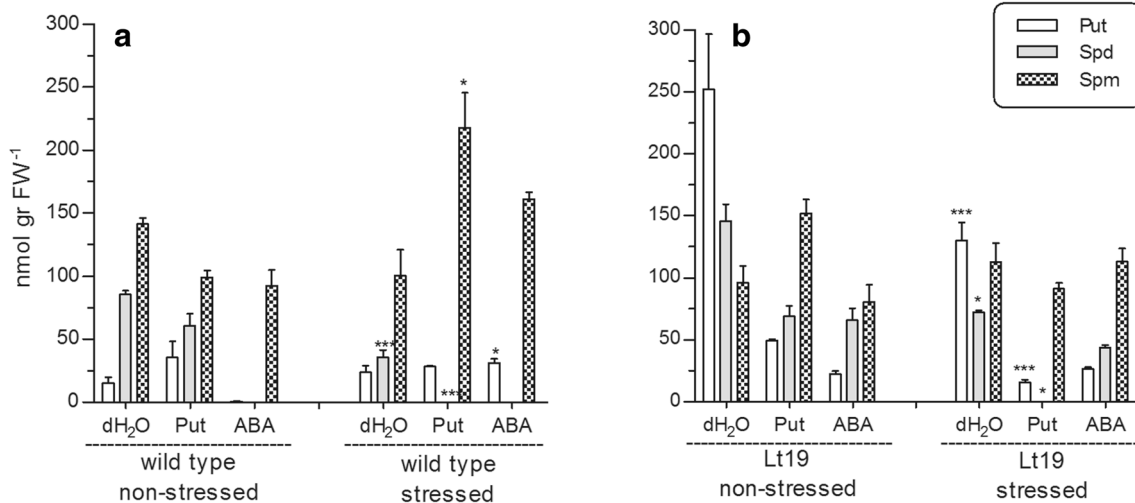 a
300
250
200
150
100
50
0
nmol gr FW⁻¹
*
***
***
*
dH₂O Put ABA dH₂O Put ABA
wild type
non-stressed
wild type
stressed
b
300
250
200
150
100
50
0
***
*
***
*
dH₂O Put ABA dH₂O Put ABA
Lt19
non-stressed
Lt19
stressed
Put
Spd
Spm